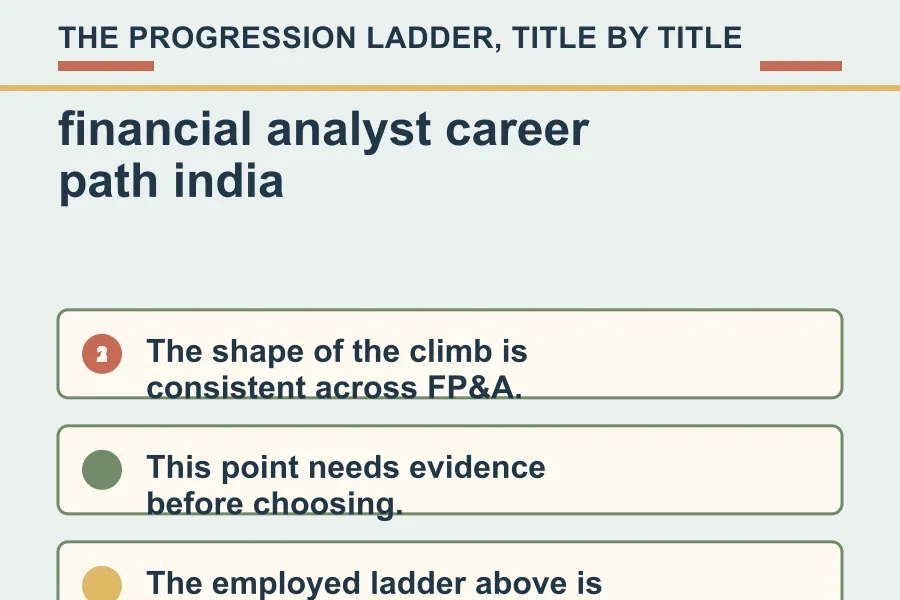 THE PROGRESSION LADDER, TITLE BY TITLE
financial analyst career
path india
The shape of the climb is
consistent across FP&A.
This point needs evidence
before choosing.
The employed ladder above is